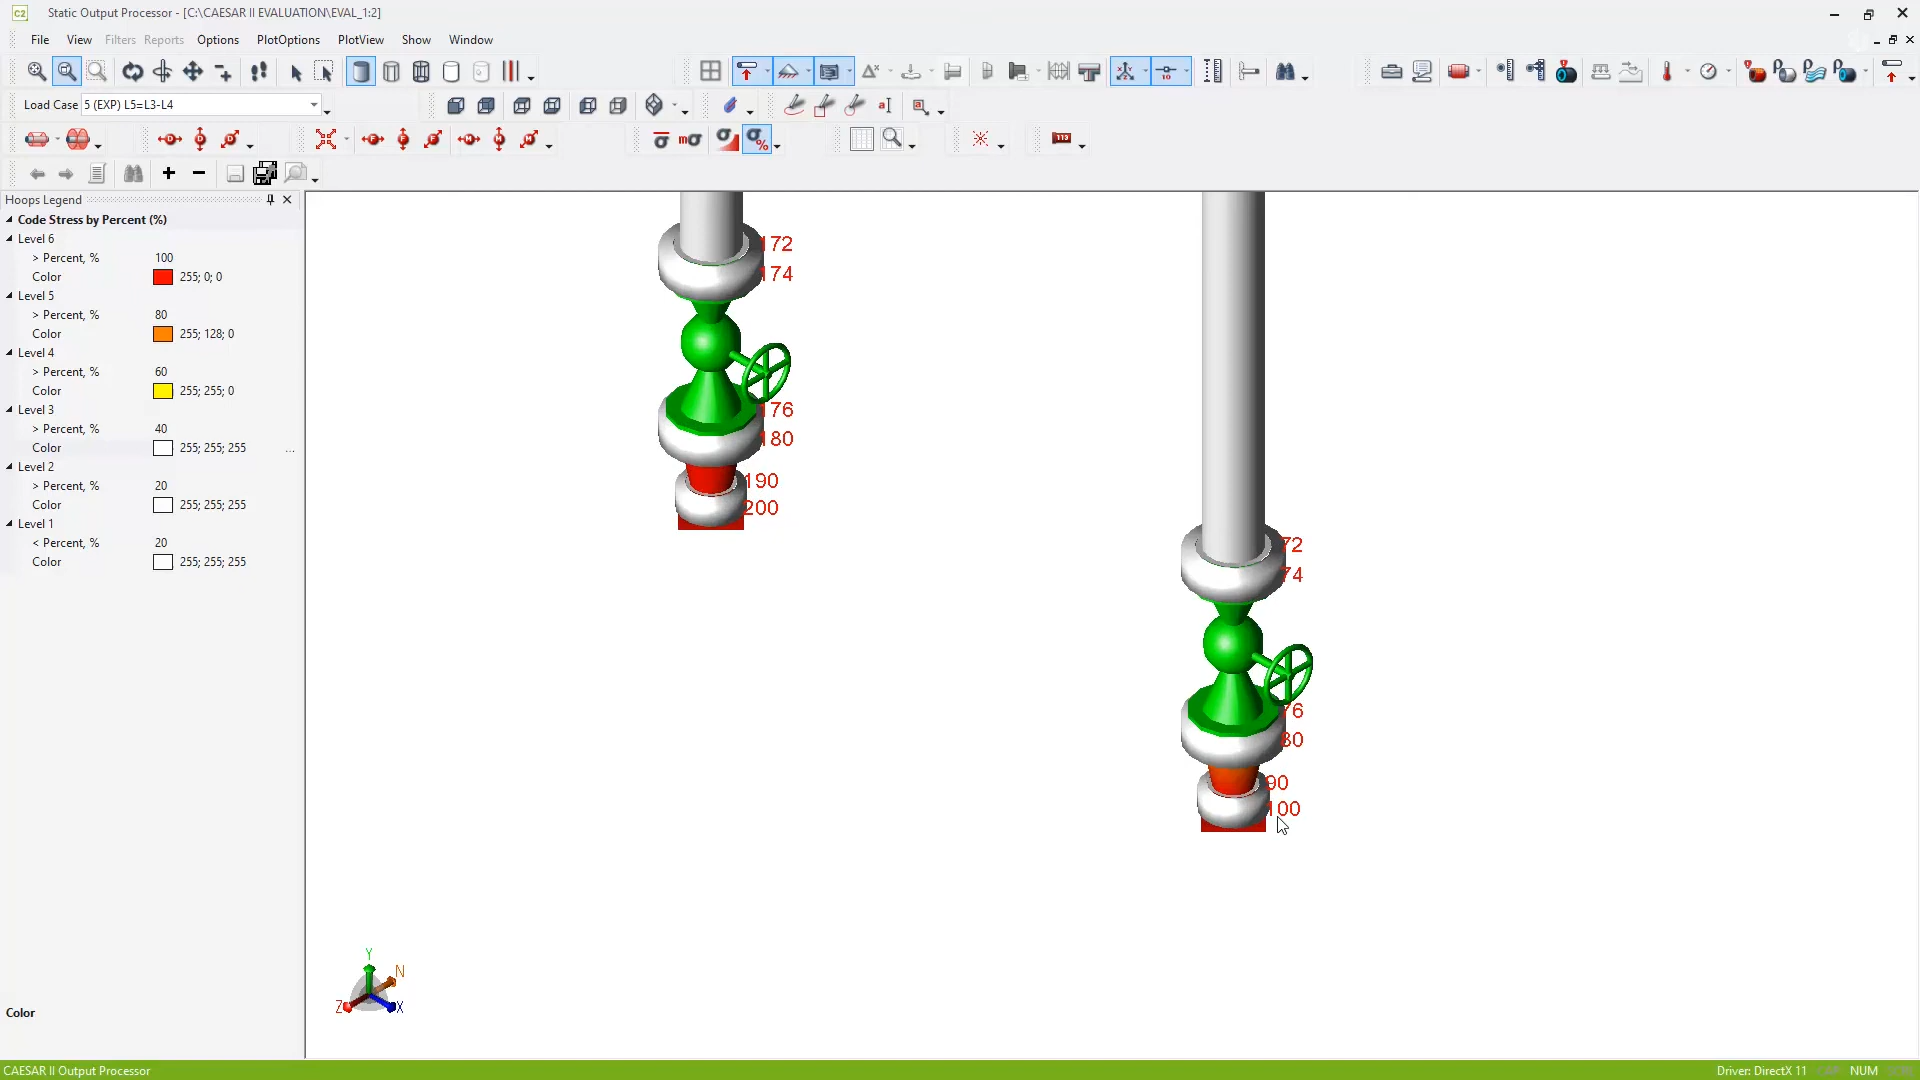 C2 Static Output Processor - [C:\CAESAR II EVALUATION\EVAL_1:2]
File View Filters Reports Options PlotOptions PlotView Show Window
Load Case 5 (EXP) L5=L3-L4
Hoops Legend
Code Stress by Percent (%)
Level 6
> Percent, % 100
Color 255; 0; 0
Level 5
> Percent, % 80
Color 255; 128; 0
Level 4
> Percent, % 60
Color 255; 255; 0
Level 3
> Percent, % 40
Color 255; 255; 255 ...
Level 2
> Percent, % 20
Color 255; 255; 255
Level 1
< Percent, % 20
Color 255; 255; 255
172
174
176
180
190
200
72
74
76
80
90
100
Y
N
Z
X
Color
CAESAR II Output Processor
Driver: DirectX 11 NUM